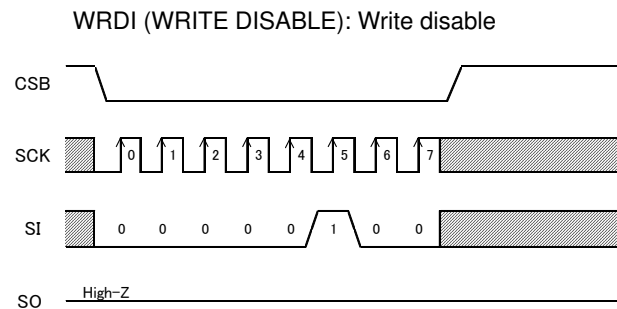 WRDI (WRITE DISABLE): Write disable
CSB
SCK 0 1 2 3 4 5 6 7
SI 0 0 0 0 0 1 0 0
High-Z
SO